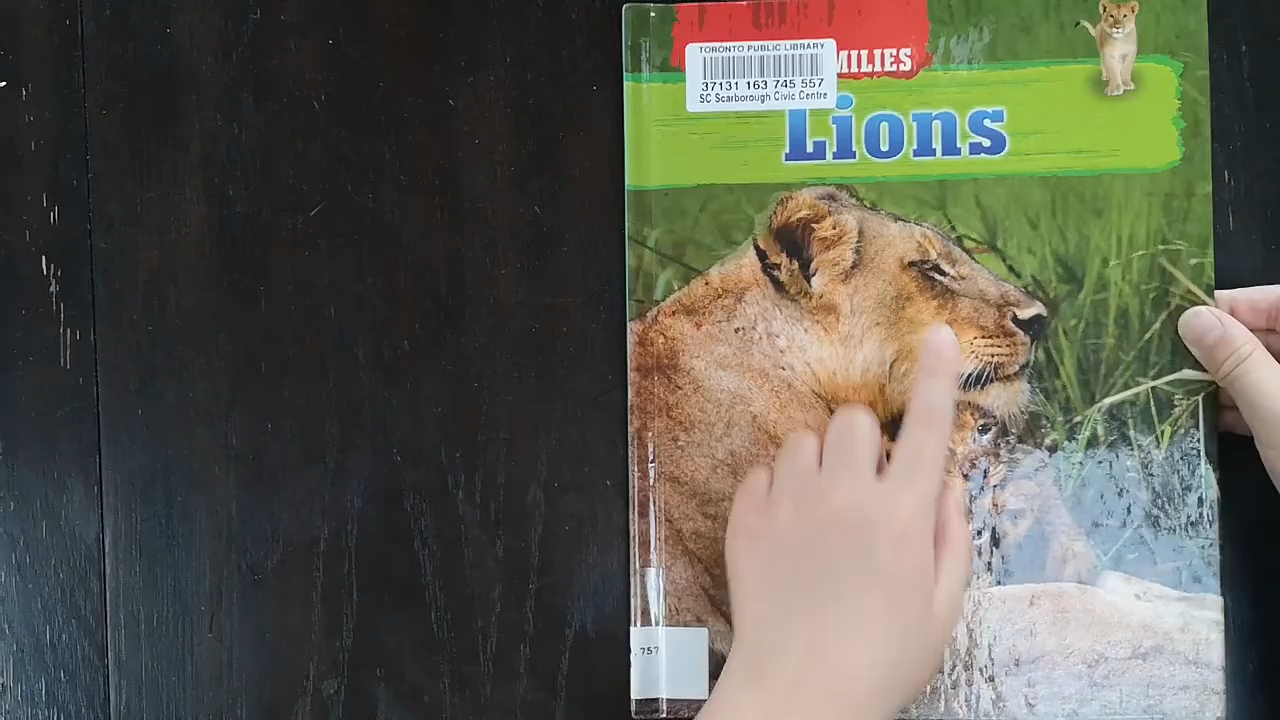 TORONTO PUBLIC LIBRARY
MILIES
37131 163 745 557
SC Scarborough Civic Centre
Lions
. 757